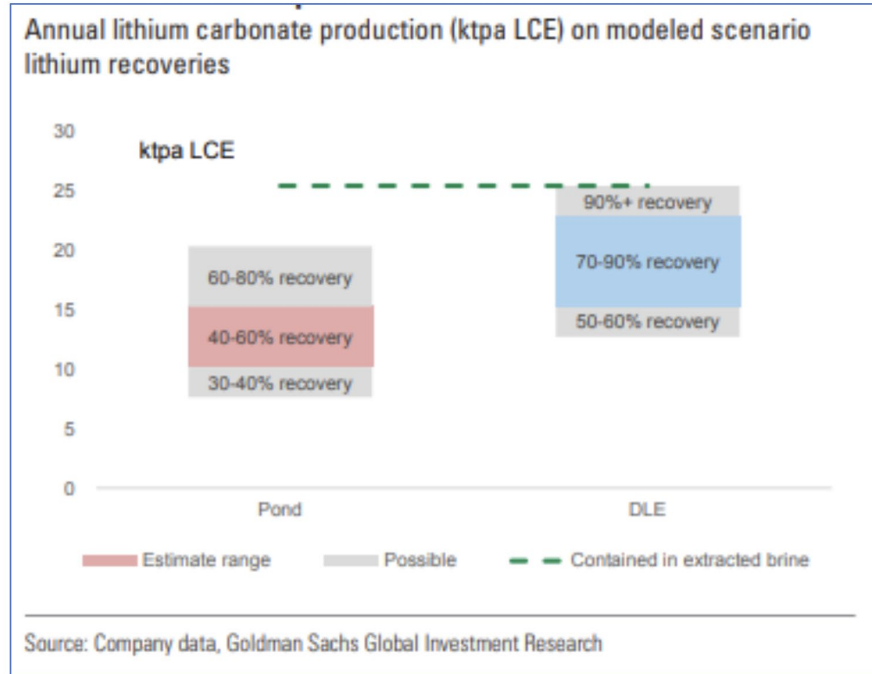 Annual lithium carbonate production (ktpa LCE) on modeled scenario
lithium recoveries
30
ktpa LCE
25
90%+ recovery
20
60-80% recovery
70-90% recovery
15
40-60% recovery
50-60% recovery
10
30-40% recovery
5
0
Pond
DLE
Estimate range
Possible
Contained in extracted brine
Source: Company data, Goldman Sachs Global Investment Research